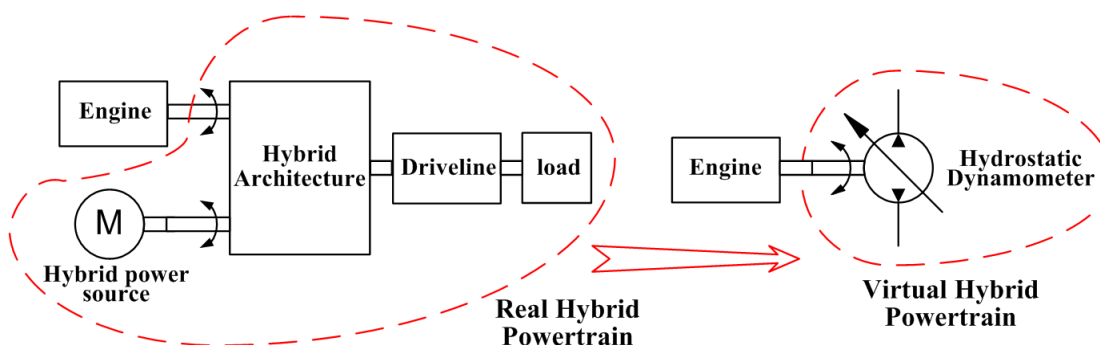 Engine
Hybrid
Architecture
Driveline
load
M
Hybrid power
source
Real Hybrid
Powertrain
Engine
Hydrostatic
Dynamometer
Virtual Hybrid
Powertrain